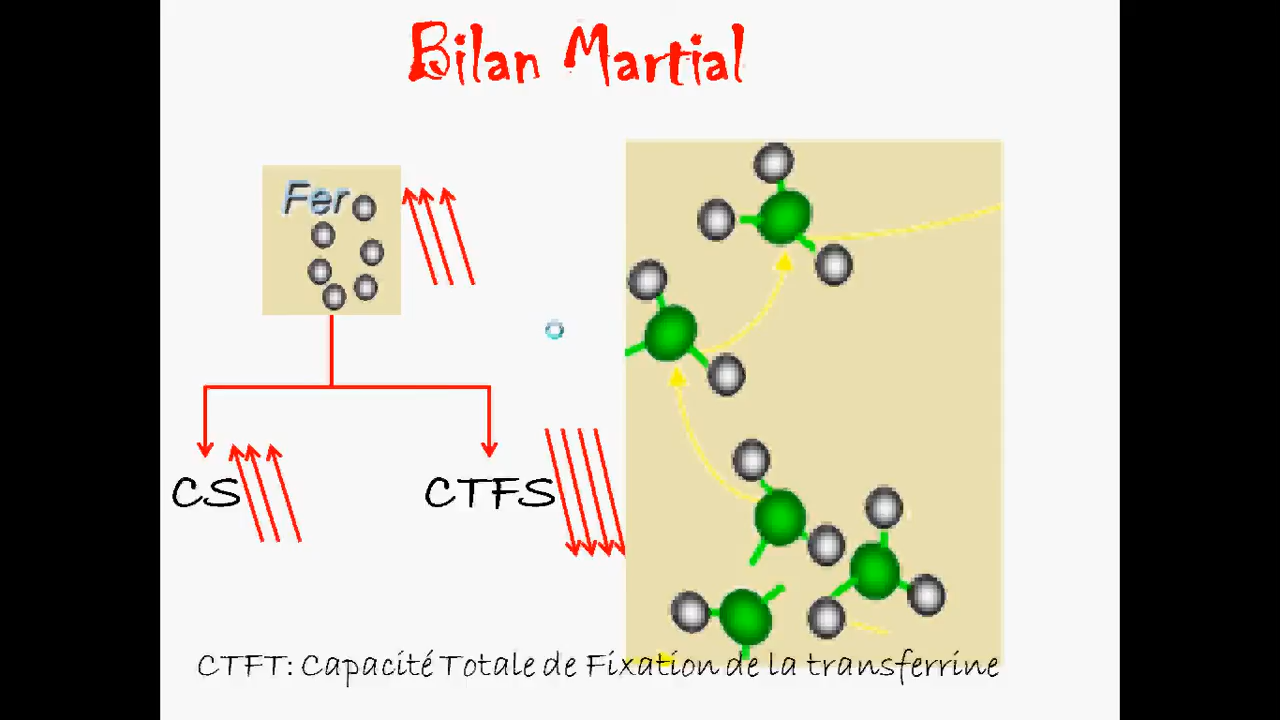 Bilan Martial
Fer
CS
CTFS
CTFT: Capacité Totale de Fixation de la transferrine